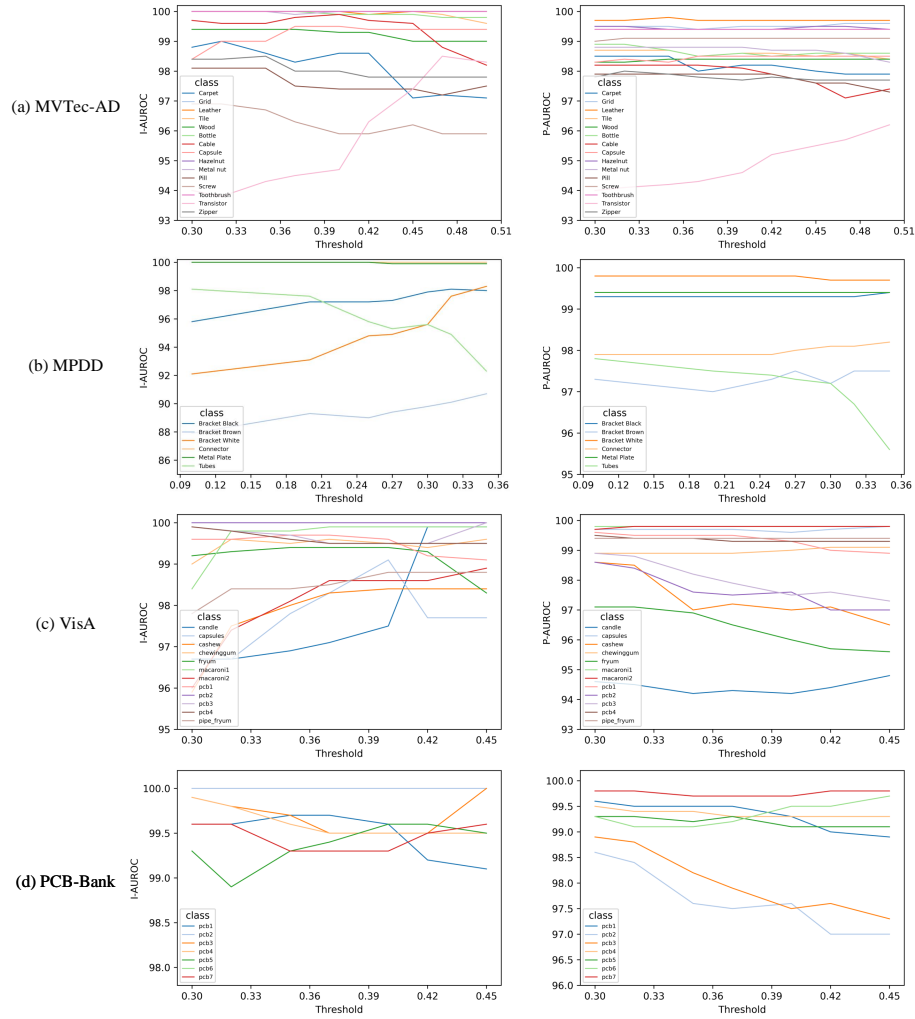 (a) MVTec-AD
I-AUROC
100
99
98
97
96
95
94
93
class
Carpet
Grid
Leather
Tile
Wood
Bottle
Cable
Capsule
Hazelnut
Metal nut
Pill
Screw
Toothbrush
Transistor
Zipper
0.30 0.33 0.36 0.39 0.42 0.45 0.48 0.51
Threshold
P-AUROC
100
99
98
97
96
95
94
93
class
Carpet
Grid
Leather
Tile
Wood
Bottle
Cable
Capsule
Hazelnut
Metal nut
Pill
Screw
Toothbrush
Transistor
Zipper
0.30 0.33 0.36 0.39 0.42 0.45 0.48 0.51
Threshold
(b) MPDD
I-AUROC
100
98
96
94
92
90
88
86
class
Bracket Black
Bracket Brown
Bracket White
Connector
Metal Plate
Tubes
0.09 0.12 0.15 0.18 0.21 0.24 0.27 0.30 0.33 0.36
Threshold
P-AUROC
100
99
98
97
96
95
class
Bracket Black
Bracket Brown
Bracket White
Connector
Metal Plate
Tubes
0.09 0.12 0.15 0.18 0.21 0.24 0.27 0.30 0.33 0.36
Threshold
(c) VisA
I-AUROC
100
99
98
97
96
95
class
candle
capsules
cashew
chewinggum
fryum
macaroni1
macaroni2
pcb1
pcb2
pcb3
pcb4
pipe_fryum
0.30 0.33 0.36 0.39 0.42 0.45
Threshold
P-AUROC
100
99
98
97
96
95
94
93
class
candle
capsules
cashew
chewinggum
fryum
macaroni1
macaroni2
pcb1
pcb2
pcb3
pcb4
pipe_fryum
0.30 0.33 0.36 0.39 0.42 0.45
Threshold
(d) PCB-Bank
I-AUROC
100.0
99.5
99.0
98.5
98.0
class
pcb1
pcb2
pcb3
pcb4
pcb5
pcb6
pcb7
0.30 0.33 0.36 0.39 0.42 0.45
Threshold
P-AUROC
100.0
99.5
99.0
98.5
98.0
97.5
97.0
96.5
96.0
class
pcb1
pcb2
pcb3
pcb4
pcb5
pcb6
pcb7
0.30 0.33 0.36 0.39 0.42 0.45
Threshold